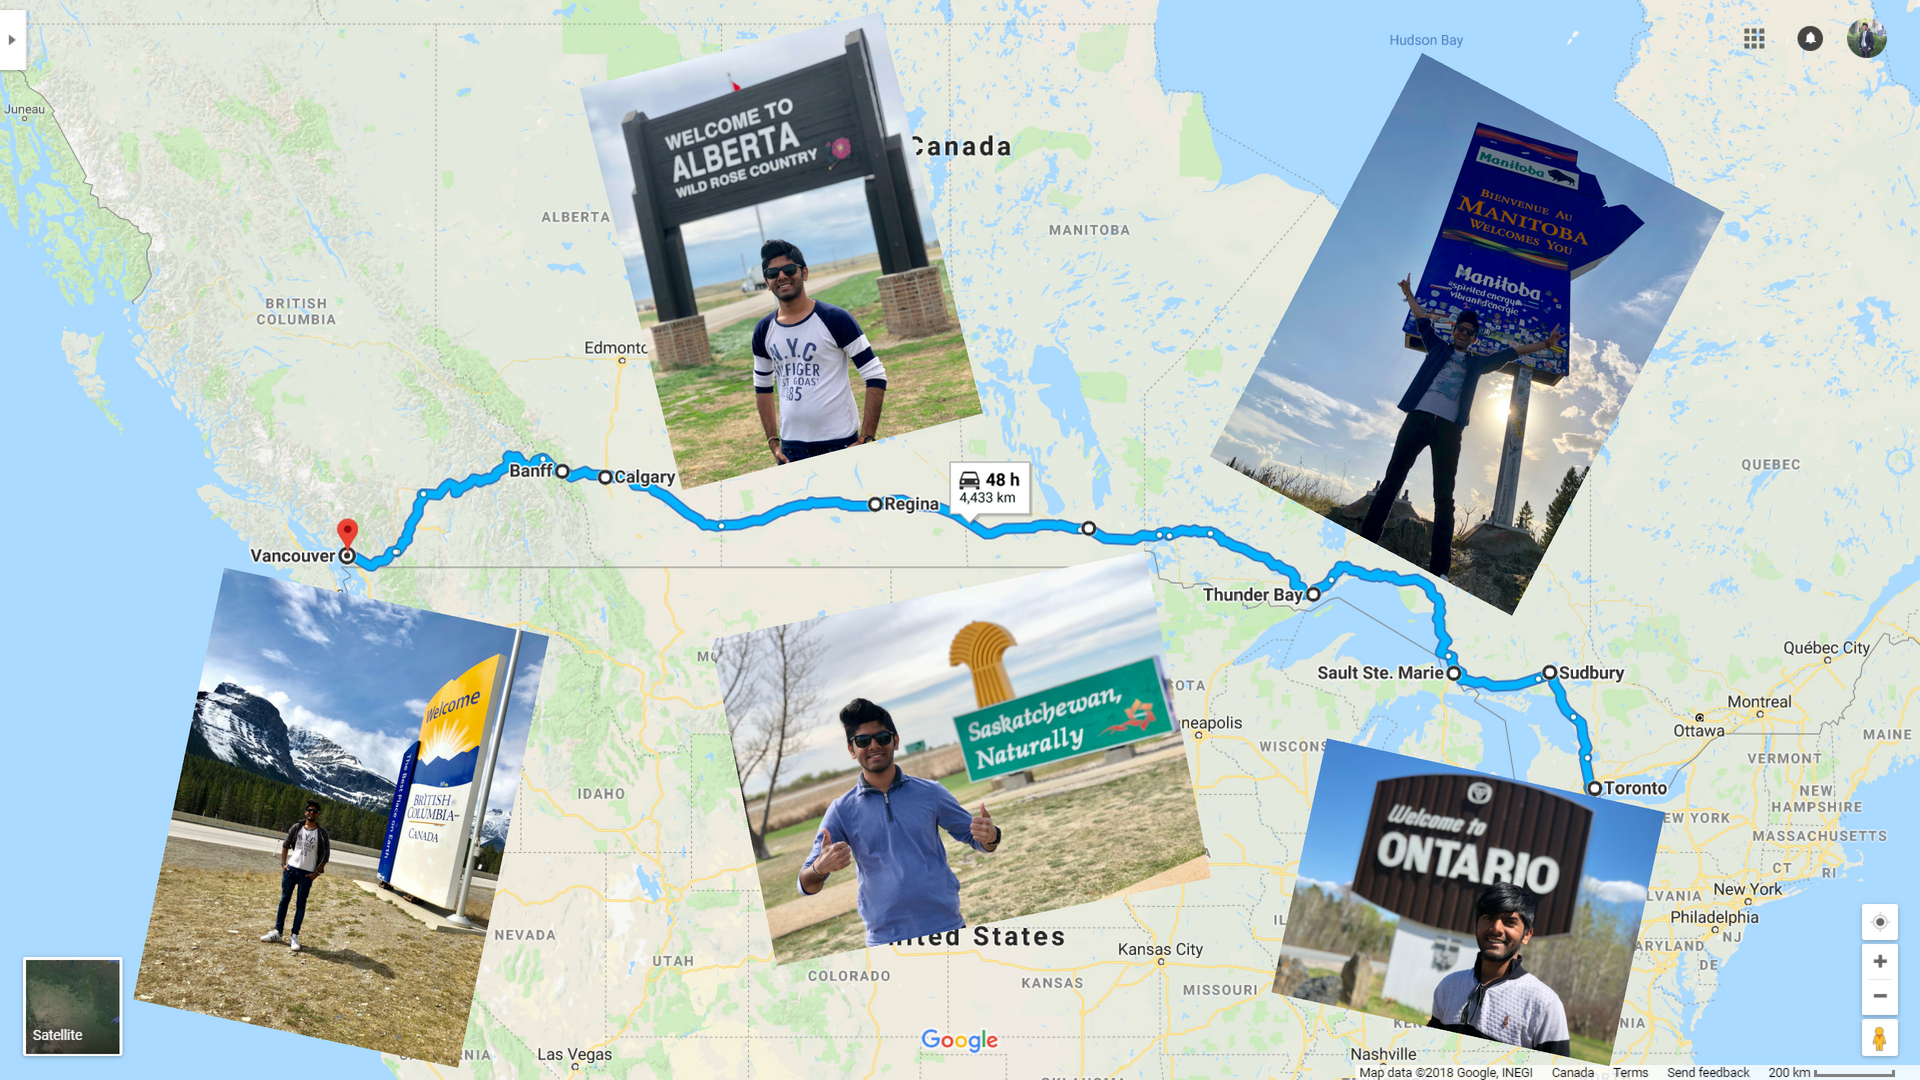 Hudson Bay
Juneau
Canada
ALBERTA
MANITOBA
BRITISH
COLUMBIA
Edmontc
QUEBEC
WELCOME TO
ALBERTA
WILD ROSE COUNTRY
N.Y.C
Manitoba
BIENVENUE AU
MANITOBA
WELCOMES YOU
Manitoba
spirited energy
vibrant d'énergie
Banff
Calgary
Regina
48 h
4,433 km
Vancouver
Thunder Bay
Sault Ste. Marie
Sudbury
Toronto
Québec City
Montreal
Ottawa
MAINE
VERMONT
NEW
HAMPSHIRE
MASSACHUSETTS
CT
RI
EW YORK
New York
Philadelphia
LVANIA
NJ
ARYLAND
DE
NIA
Welcome
The Best Place on Earth
BRITISH
COLUMBIA
CANADA
N.Y.C
Saskatchewan,
Naturally
Welcome to
ONTARIO
OTA
neapolis
WISCONS
IDAHO
NEVADA
UTAH
COLORADO
KANSAS
Kansas City
MISSOURI
nited States
IL
KEN
Nashville
Las Vegas
NIA
OKLAHOMA
Satellite
Google
Map data ©2018 Google, INEGI
Canada
Terms
Send feedback
200 km